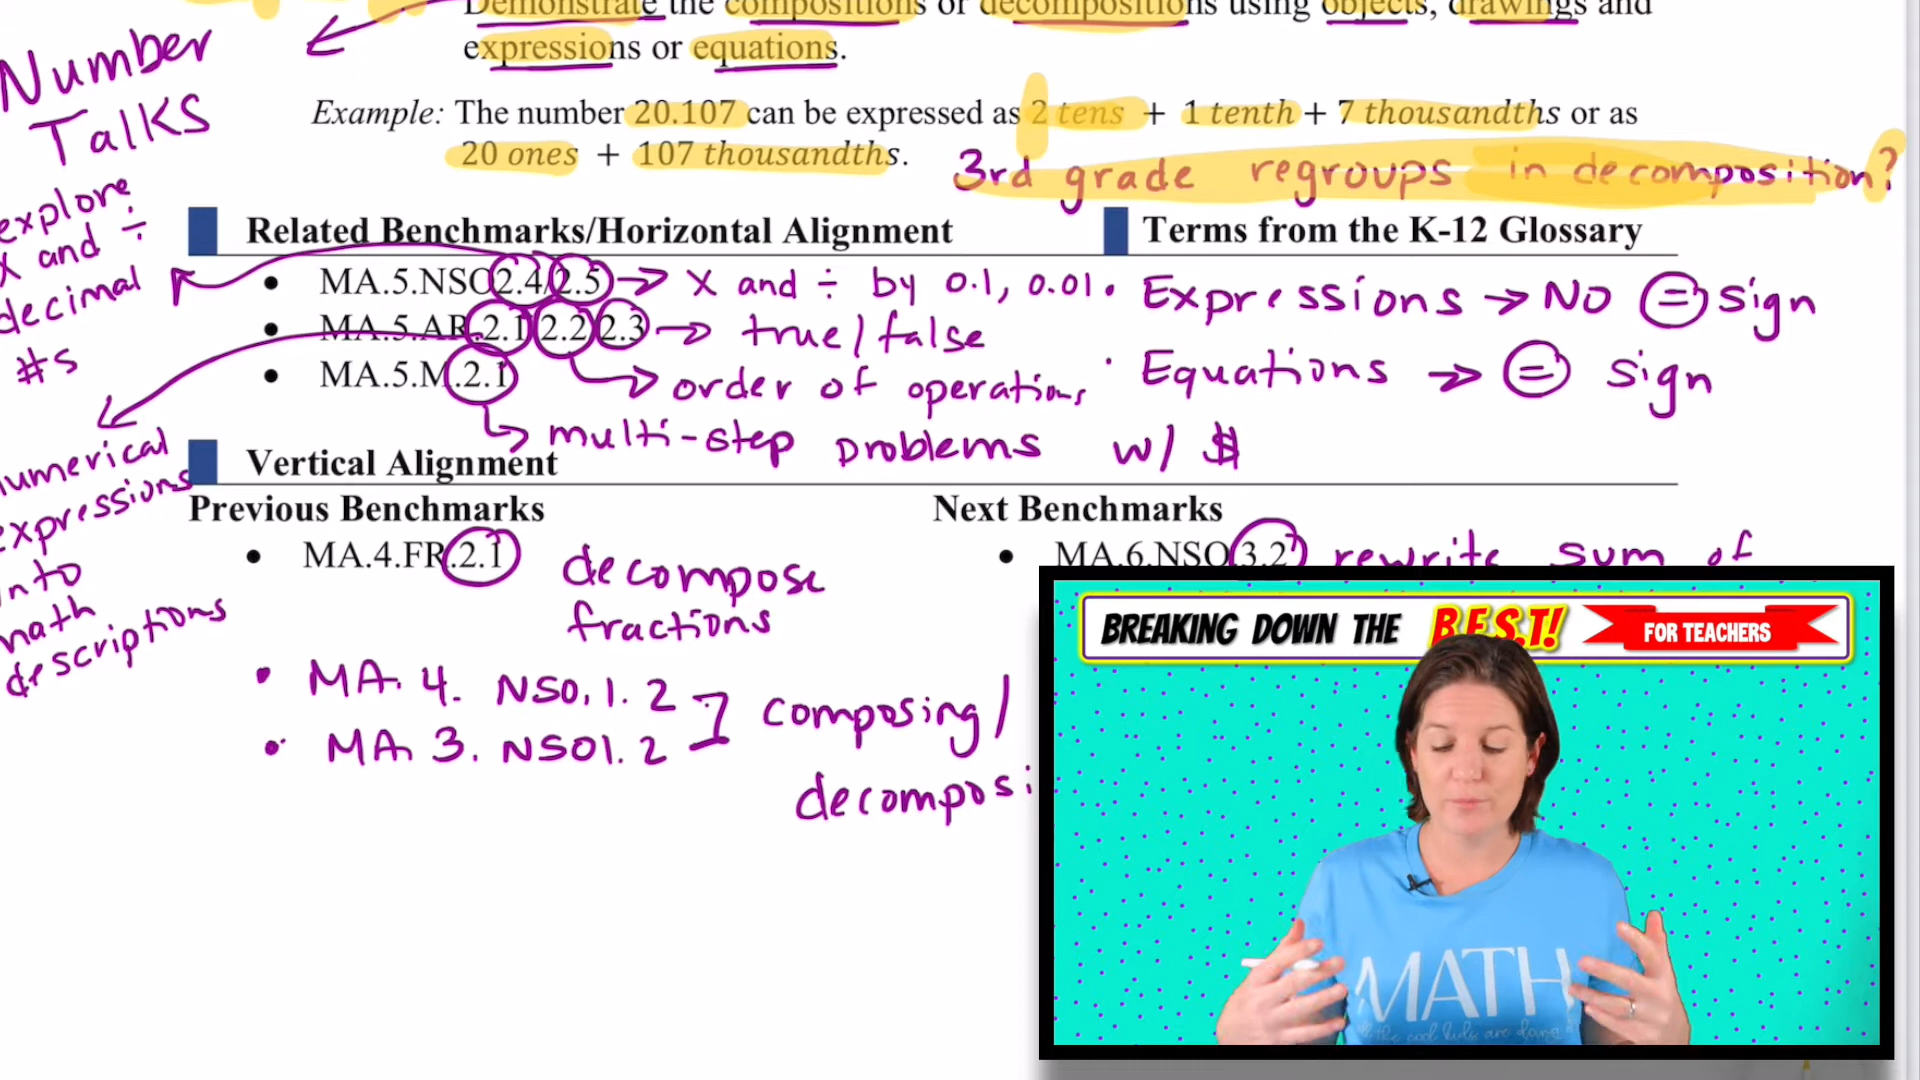 Demonstrate the compositions or decompositions using objects, drawings and
expressions or equations.
Number
Talks
Example: The number 20.107 can be expressed as 2 tens + 1 tenth + 7 thousandths or as
20 ones + 107 thousandths.
3rd grade regroups in decomposition?
explore
x and ÷
decimal
#s
Related Benchmarks/Horizontal Alignment
• MA.5.NSO.2.4/2.5 → x and ÷ by 0.1, 0.01
• MA.5.AR.2.1 2.2 2.3 → true/false
order of operations
• MA.5.M.2.1
multi-step problems w/ $
Terms from the K-12 Glossary
• Expressions → NO = sign
• Equations → = sign
numerical
expressions
into
math
descriptions
Vertical Alignment
Previous Benchmarks
• MA.4.FR.2.1 decompose
fractions
• MA.4.NSO.1.2
• MA.3.NSO1.2
composing/
decomposi
Next Benchmarks
• MA.6.NSO.3.2 rewrite sum of
BREAKING DOWN THE B.E.S.T! FOR TEACHERS
MATH
the cool kids are doing it